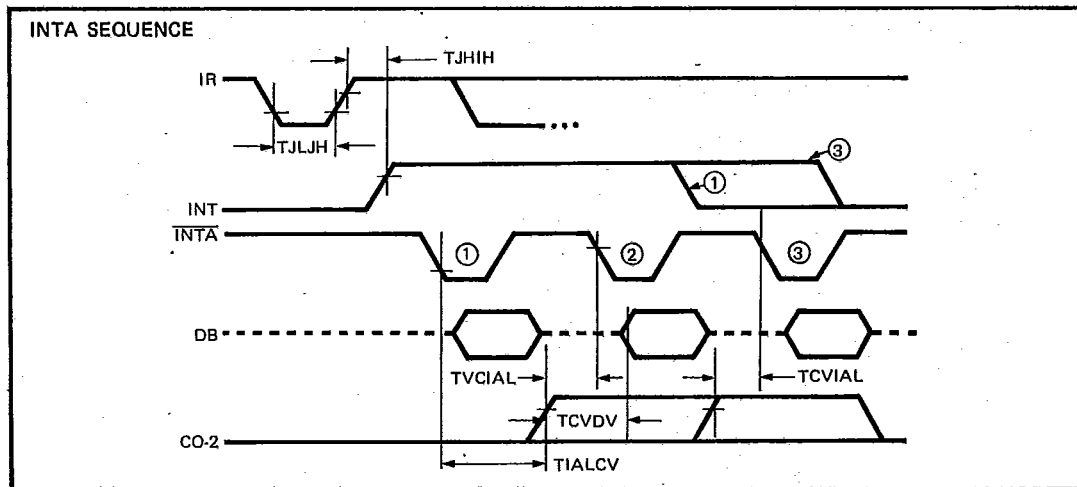 INTA SEQUENCE
TJHIH
IR
TJLJH
③
①
INT
INTA
① ② ③
DB
TVCIAL TCVIAL
TCVDV
CO-2
TIALCV